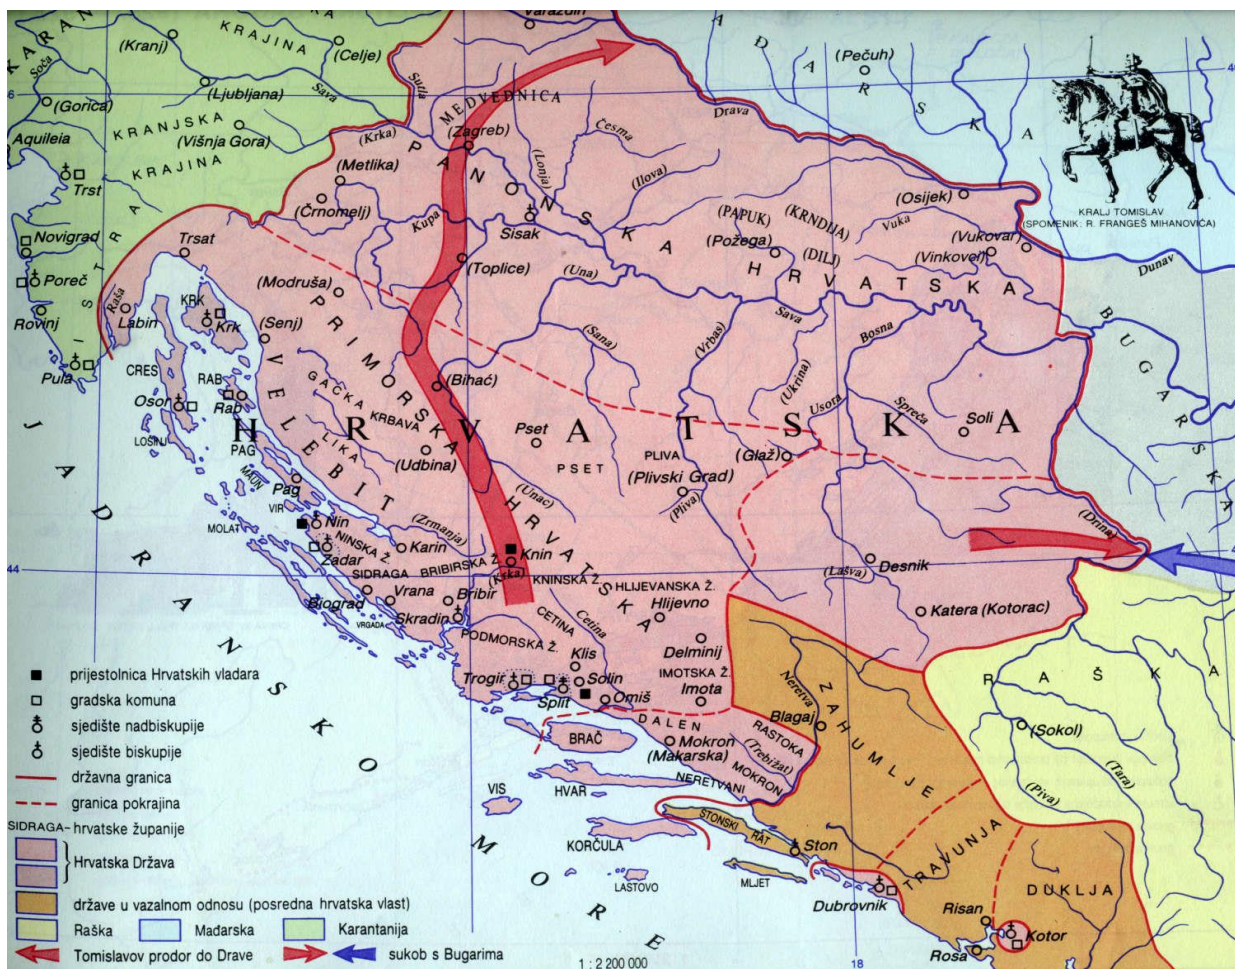 KARAN
KRAJINA
(Kranj)
(Celje)
Varaždin
Soča
(Gorica)
(Ljubljana)
Sava
Sutla
MEDVEDNICA
(Pečuh)
AĐARSKA
Drava
Aquileia
KRANJSKA
KRAJINA
(Višnja Gora)
(Krka)
(Zagreb)
Česma
Trst
(Metlika)
(Lonja)
(Ilova)
(Črnomelj)
Kupa
PANONSKA HRVATSKA
Sisak
(Osijek)
KRALJ TOMISLAV
(SPOMENIK: R. FRANGEŠ MIHANOVIĆA)
ISTRA
Novigrad
Trsat
(PAPUK)
(KRNDIJA)
Vuka
(Požega)
(DILJ)
(Vukovar)
(Vinkovci)
Dunav
Poreč
(Toplice)
(Una)
(Modruša)
Raša
Labin
Rovinj
KRK
Krk
(Senj)
PRIMORSKA HRVATSKA
(Sana)
(Vrbas)
Sava
Bosna
BUGARSKA
Pula
CRES
RAB
Rab
GACKA
KRBAVA
(Bihać)
(Ukrina)
Usora
Spreča
Soli
Osor
LOŠINJ
HRVATSKA
VELEBIT
LIKA
(Udbina)
Pset
PSET
PLIVA
(Plivski Grad)
(Glaž)
PAG
Pag
MAUN
VIR
(Unac)
(Pliva)
MOLAT
Nin
NINSKA Ž.
Zadar
(Zrmanja)
Karin
Knin
(Drina)
44
SIDRAGA
BRIBIRSKA Ž.
(Krka)
KNINSKA Ž.
HLIJEVANSKA Ž.
(Lašva)
Desnik
Biograd
Vrana
Bribir
VRGADA
Skradin
Hlijevno
Katera (Kotorac)
CETINA
Cetina
PODMORSKA Ž.
Klis
Delminij
IMOTSKA Ž.
Imota
Trogir
Split
Solin
Omiš
Neretva
ZAHUMLJE
Blagaj
RAŠKA
(Sokol)
(Tara)
(Piva)
BRAČ
DALEN
Mokron
(Makarska)
RASTOKA
(Trebižat)
MOKRON
NERETVANI
VIS
HVAR
KORČULA
STONSKI RAT
Ston
LASTOVO
MLJET
Dubrovnik
TRAVUNJA
DUKLJA
Risan
Kotor
Rosa
JADRANSKO MORE
prijestolnica Hrvatskih vladara
gradska komuna
sjedište nadbiskupije
sjedište biskupije
državna granica
granica pokrajina
SIDRAGA- hrvatske županije
Hrvatska Država
države u vazalnom odnosu (posredna hrvatska vlast)
Raška
Mađarska
Karantanija
Tomislavov prodor do Drave
sukob s Bugarima
1 : 2 200 000
18